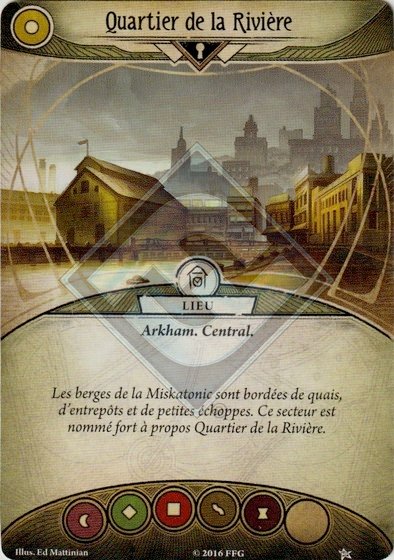 Quartier de la Rivière
LIEU
Arkham. Central.
Les berges de la Miskatonic sont bordées de quais,
d'entrepôts et de petites échoppes. Ce secteur est
nommé fort à propos Quartier de la Rivière.
Illus. Ed Mattinian
© 2016 FFG